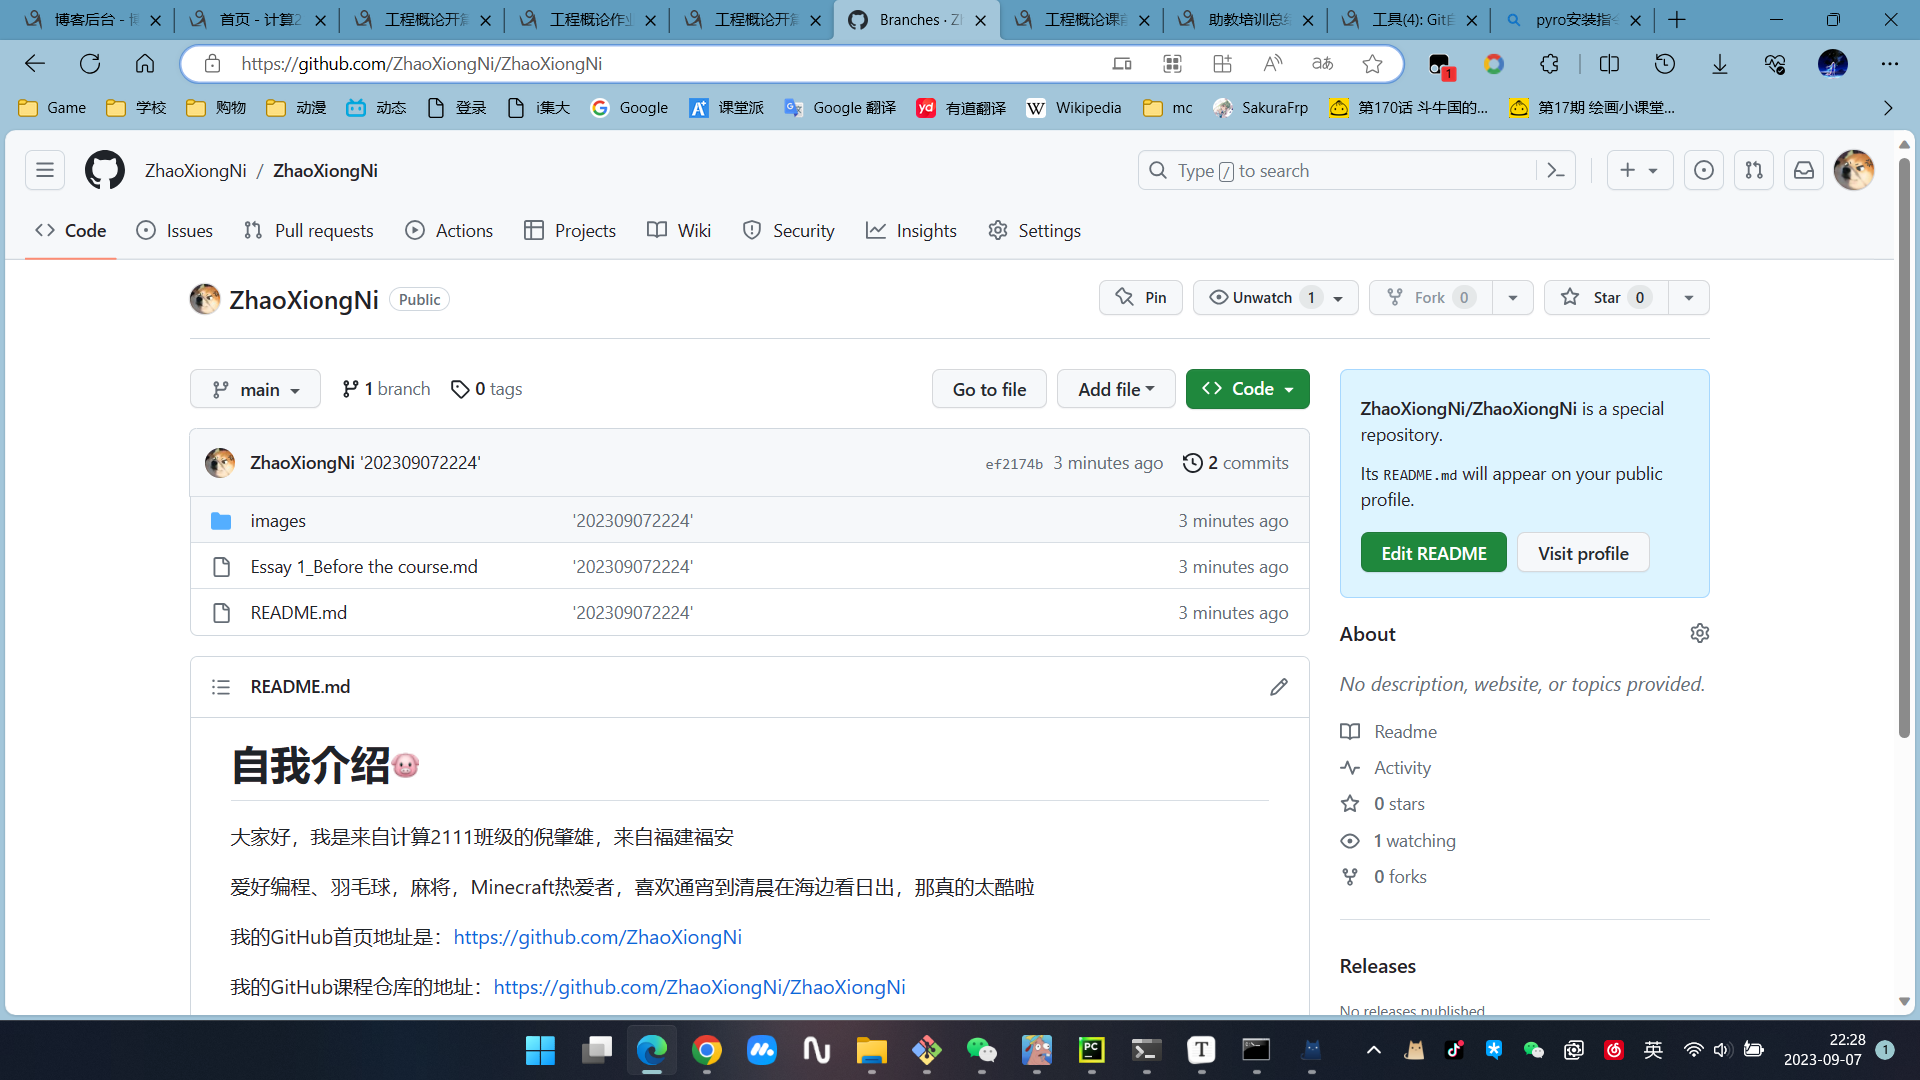 博客后台 - 博
首页 - 计算2
工程概论开篇
工程概论作业
工程概论开篇
Branches · Zh
工程概论课前
助教培训总结
工具(4): Git自
pyro安装指令
https://github.com/ZhaoXiongNi/ZhaoXiongNi
1
Game
学校
购物
动漫
动态
登录
i集大
Google
课堂派
Google 翻译
有道翻译
Wikipedia
mc
SakuraFrp
第170话 斗牛国的...
第17期 绘画小课堂...
ZhaoXiongNi / ZhaoXiongNi
Type / to search
Code
Issues
Pull requests
Actions
Projects
Wiki
Security
Insights
Settings
ZhaoXiongNi Public
Pin
Unwatch 1
Fork 0
Star 0
main
1 branch
0 tags
Go to file
Add file
Code
ZhaoXiongNi '202309072224'
ef2174b 3 minutes ago
2 commits
images '202309072224' 3 minutes ago
Essay 1_Before the course.md '202309072224' 3 minutes ago
README.md '202309072224' 3 minutes ago
README.md
自我介绍
大家好，我是来自计算2111班级的倪肇雄，来自福建福安
爱好编程、羽毛球，麻将，Minecraft热爱者，喜欢通宵到清晨在海边看日出，那真的太酷啦
我的GitHub首页地址是：https://github.com/ZhaoXiongNi
我的GitHub课程仓库的地址：https://github.com/ZhaoXiongNi/ZhaoXiongNi
ZhaoXiongNi/ZhaoXiongNi is a special
repository.
Its README.md will appear on your public
profile.
Edit README
Visit profile
About
No description, website, or topics provided.
Readme
Activity
0 stars
1 watching
0 forks
Releases
No releases published
英
22:28
2023-09-07
1